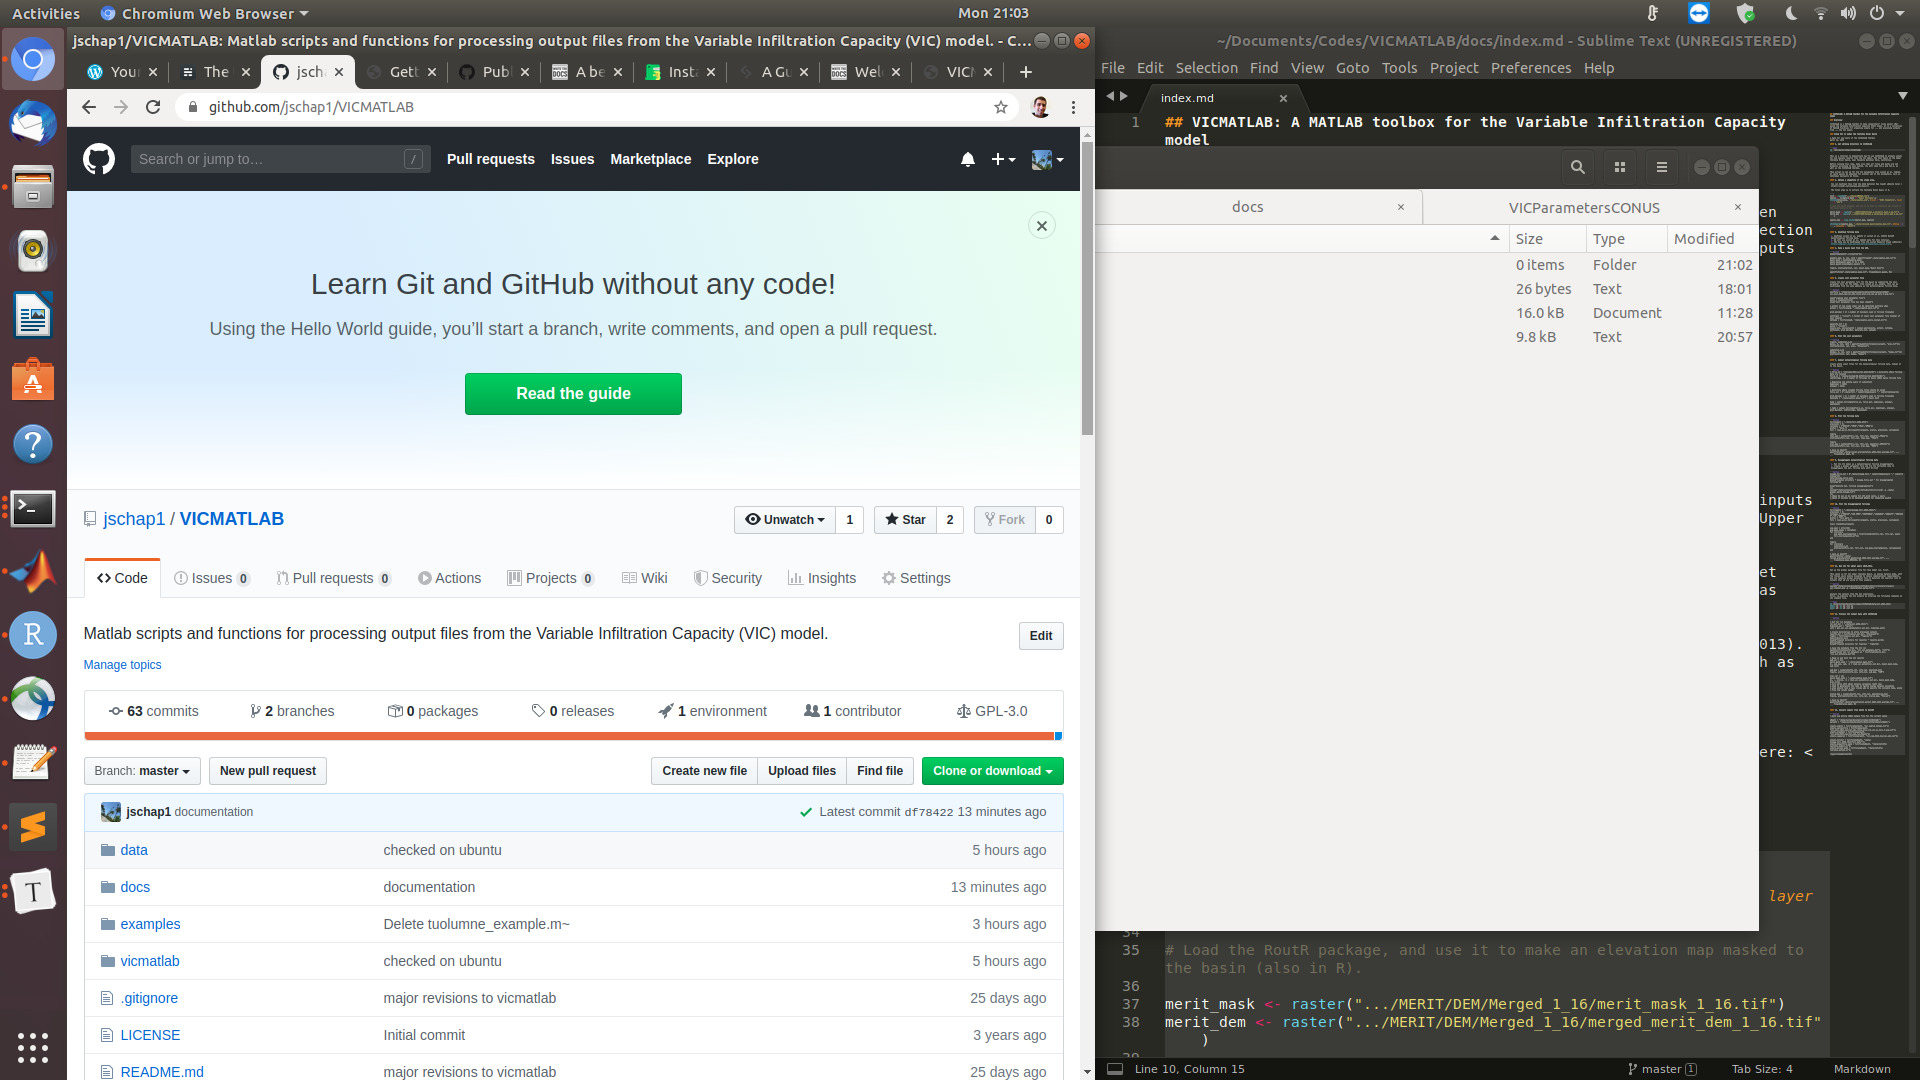 Activities
Chromium Web Browser
Mon 21:03
jschap1/VICMATLAB: Matlab scripts and functions for processing output files from the Variable Infiltration Capacity (VIC) model. - C…
~/Documents/Codes/VICMATLAB/docs/index.md - Sublime Text (UNREGISTERED)
Your
The
jscha
Gett
Publ
A be
Insta
A Gu
Welc
VICM
File Edit Selection Find View Goto Tools Project Preferences Help
github.com/jschap1/VICMATLAB
index.md
1 ## VICMATLAB: A MATLAB toolbox for the Variable Infiltration Capacity
model
Search or jump to…
/
Pull requests Issues Marketplace Explore
Learn Git and GitHub without any code!
Using the Hello World guide, you’ll start a branch, write comments, and open a pull request.
Read the guide
docs
VICParametersCONUS
Size Type Modified
0 items Folder 21:02
26 bytes Text 18:01
16.0 kB Document 11:28
9.8 kB Text 20:57
en
ection
puts
inputs
Upper
et
as
013).
h as
ere: <
layer
jschap1 / VICMATLAB
Unwatch 1
Star 2
Fork 0
Code
Issues 0
Pull requests 0
Actions
Projects 0
Wiki
Security
Insights
Settings
Matlab scripts and functions for processing output files from the Variable Infiltration Capacity (VIC) model.
Edit
Manage topics
63 commits
2 branches
0 packages
0 releases
1 environment
1 contributor
GPL-3.0
Branch: master
New pull request
Create new file
Upload files
Find file
Clone or download
jschap1 documentation
Latest commit df78422 13 minutes ago
data checked on ubuntu 5 hours ago
docs documentation 13 minutes ago
examples Delete tuolumne_example.m~ 3 hours ago
vicmatlab checked on ubuntu 5 hours ago
.gitignore major revisions to vicmatlab 25 days ago
LICENSE Initial commit 3 years ago
README.md major revisions to vicmatlab 25 days ago
34
35 # Load the RoutR package, and use it to make an elevation map masked to
the basin (also in R).
36
37 merit_mask <- raster(".../MERIT/DEM/Merged_1_16/merit_mask_1_16.tif")
38 merit_dem <- raster(".../MERIT/DEM/Merged_1_16/merged_merit_dem_1_16.tif"
)
39
Line 10, Column 15
master 1
Tab Size: 4
Markdown